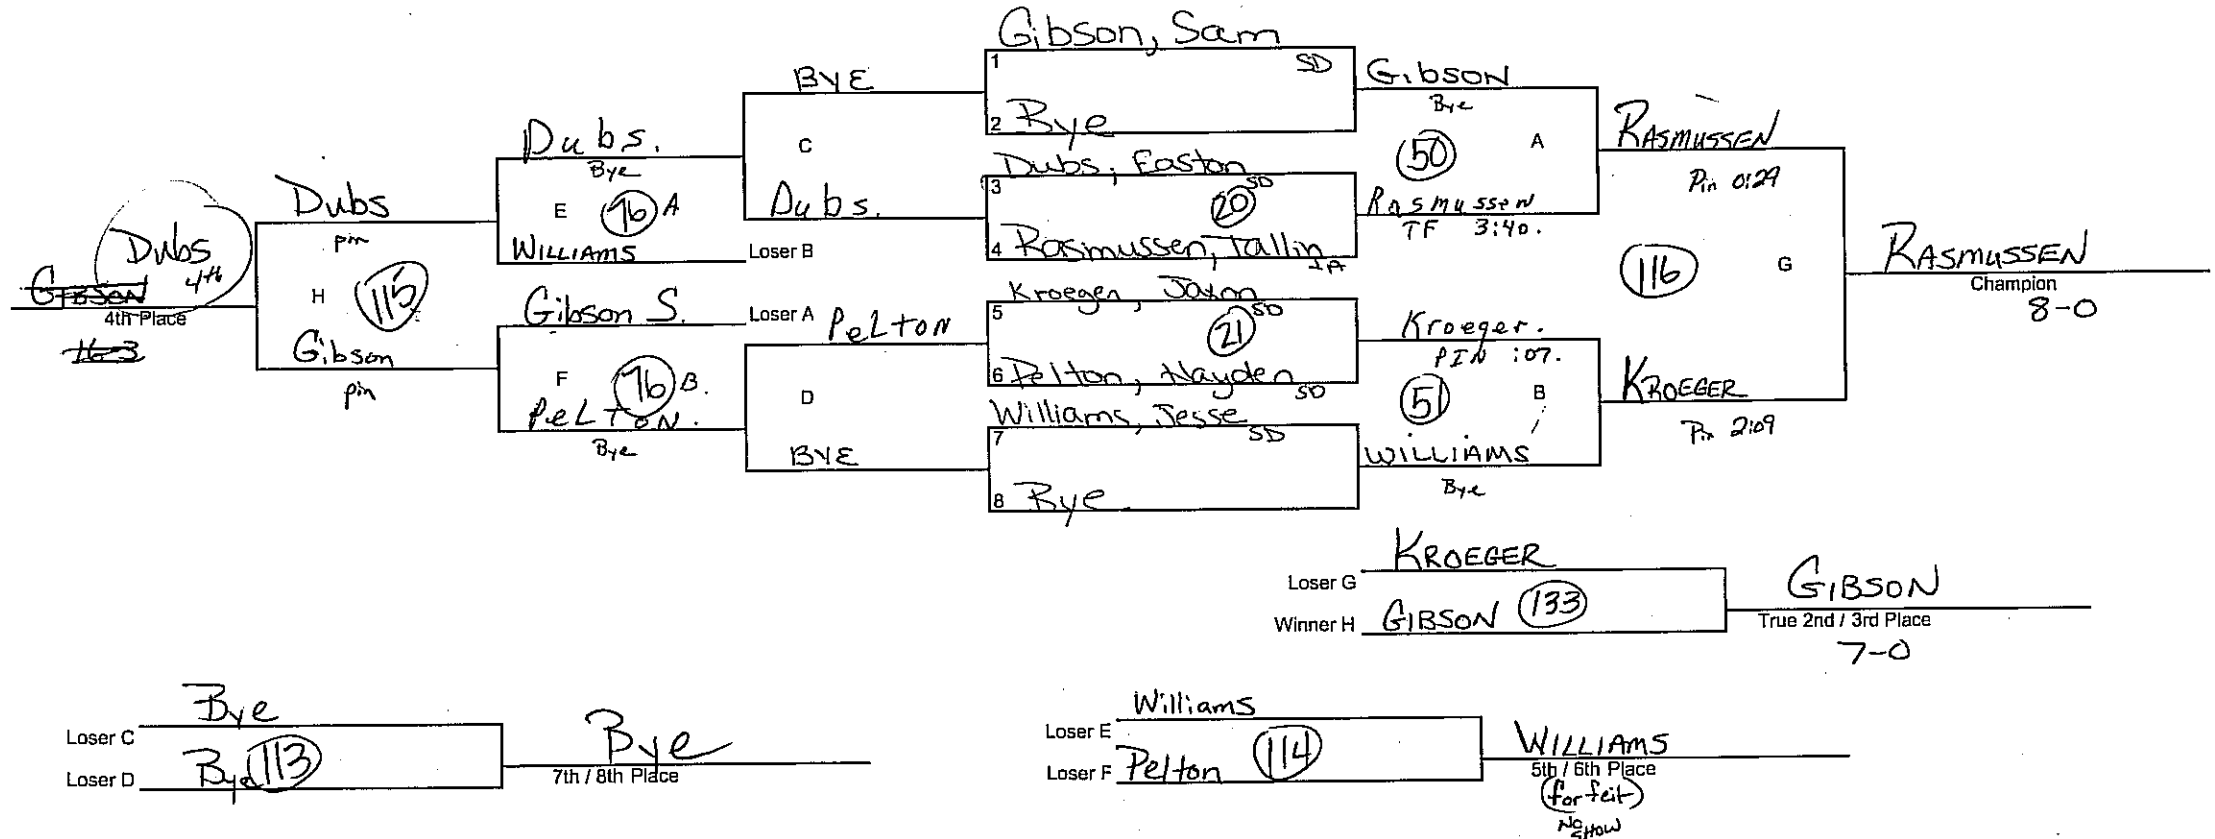 Gibson, Sam
1 SD
2 Bye
Dubs, Easton
3 SD
20
4 Rasmussen, Tallin
IA
Kroeger, Jaxon
5 SD
21
6 Pelton, Hayden
SD
Williams, Jesse
7 SD
8 Bye
Gibson
Bye
50 A
Rasmussen
TF 3:40.
Kroeger.
PIN :07.
51 B
WILLIAMS
Bye
RASMUSSEN
Pin 0:29
116 G
KROEGER
Pin 2:09
RASMUSSEN
Champion
8-0
BYE
C
Dubs.
PELTON
D
BYE
Dubs.
Bye
E 76 A
WILLIAMS
Loser B
Gibson S.
Loser A
F 76 B.
PELTON.
Bye
Dubs
pin
H 115
Gibson
pin
Dubs
4th
GIBSON
4th Place
16-3
KROEGER
Loser G
133
Winner H GIBSON
GIBSON
True 2nd / 3rd Place
7-0
Bye
Loser C
Loser D Bye 113
Bye
7th / 8th Place
Williams
Loser E
Loser F Pelton 114
WILLIAMS
5th / 6th Place
(forfeit)
NO
SHOW